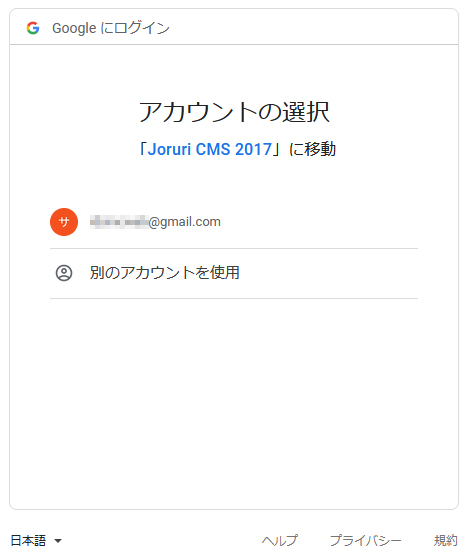 Google にログイン
アカウントの選択
「Joruri CMS 2017」に移動
サ
@gmail.com
別のアカウントを使用
日本語
ヘルプ プライバシー 規約